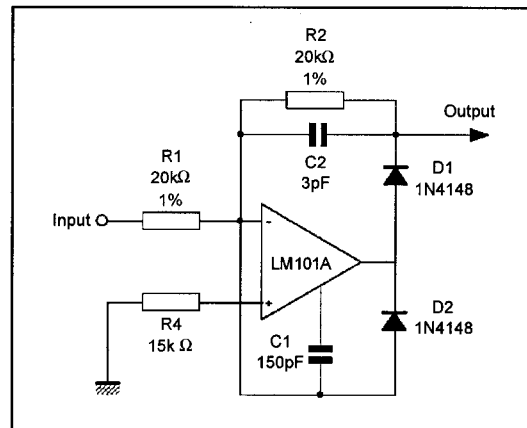 R2
20kΩ
1%
Output
C2
3pF
D1
1N4148
R1
20kΩ
1%
Input
-
LM101A
+
R4
15k Ω
C1
150pF
D2
1N4148